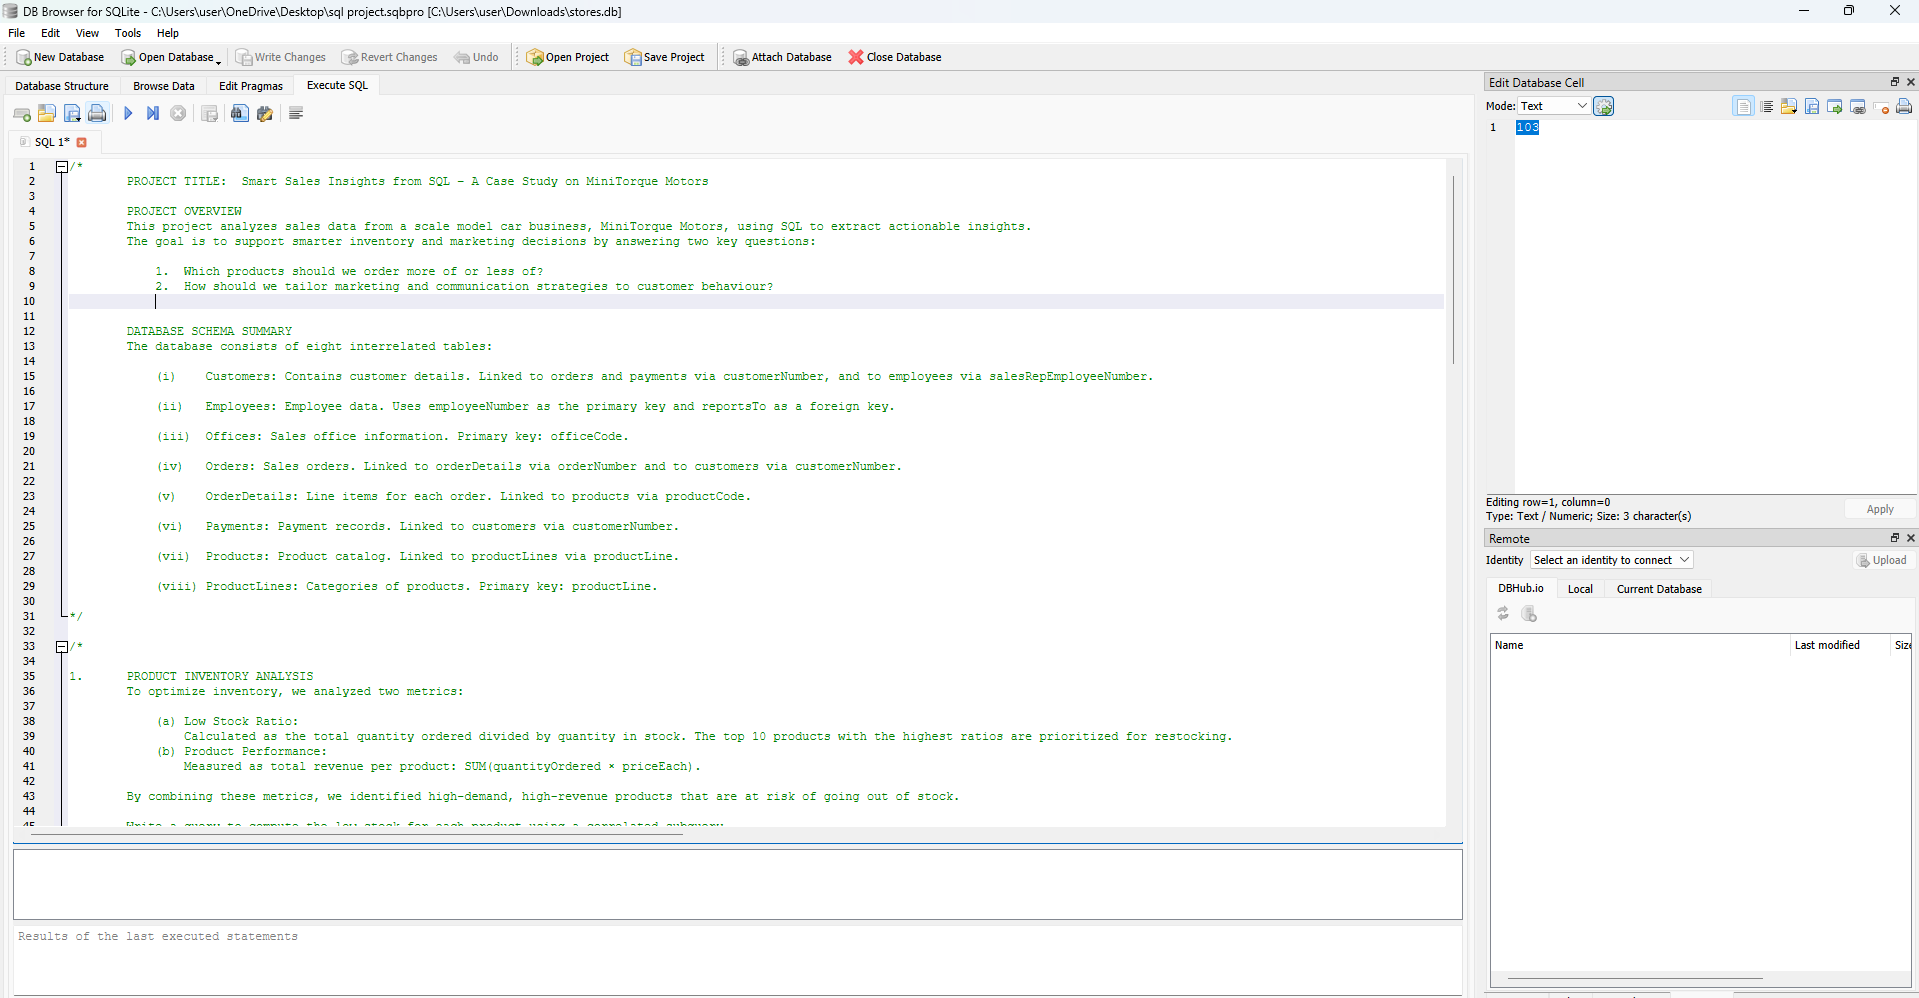 DB Browser for SQLite - C:\Users\user\OneDrive\Desktop\sql project.sqbpro [C:\Users\user\Downloads\stores.db]
File Edit View Tools Help
New Database Open Database Write Changes Revert Changes Undo Open Project Save Project Attach Database Close Database
Database Structure Browse Data Edit Pragmas Execute SQL
SQL 1*
1 /*
2 PROJECT TITLE: Smart Sales Insights from SQL - A Case Study on MiniTorque Motors
3
4 PROJECT OVERVIEW
5 This project analyzes sales data from a scale model car business, MiniTorque Motors, using SQL to extract actionable insights.
6 The goal is to support smarter inventory and marketing decisions by answering two key questions:
7
8 1. Which products should we order more of or less of?
9 2. How should we tailor marketing and communication strategies to customer behaviour?
10
11
12 DATABASE SCHEMA SUMMARY
13 The database consists of eight interrelated tables:
14
15 (i) Customers: Contains customer details. Linked to orders and payments via customerNumber, and to employees via salesRepEmployeeNumber.
16
17 (ii) Employees: Employee data. Uses employeeNumber as the primary key and reportsTo as a foreign key.
18
19 (iii) Offices: Sales office information. Primary key: officeCode.
20
21 (iv) Orders: Sales orders. Linked to orderDetails via orderNumber and to customers via customerNumber.
22
23 (v) OrderDetails: Line items for each order. Linked to products via productCode.
24
25 (vi) Payments: Payment records. Linked to customers via customerNumber.
26
27 (vii) Products: Product catalog. Linked to productLines via productLine.
28
29 (viii) ProductLines: Categories of products. Primary key: productLine.
30
31 */
32
33 /*
34
35 1. PRODUCT INVENTORY ANALYSIS
36 To optimize inventory, we analyzed two metrics:
37
38 (a) Low Stock Ratio:
39 Calculated as the total quantity ordered divided by quantity in stock. The top 10 products with the highest ratios are prioritized for restocking.
40 (b) Product Performance:
41 Measured as total revenue per product: SUM(quantityOrdered × priceEach).
42
43 By combining these metrics, we identified high-demand, high-revenue products that are at risk of going out of stock.
44
45 Write a query to compute the low stock for each product using a correlated subquery
Results of the last executed statements
Edit Database Cell
Mode: Text
1 103
Editing row=1, column=0
Type: Text / Numeric; Size: 3 character(s)
Apply
Remote
Identity Select an identity to connect Upload
DBHub.io Local Current Database
Name Last modified Size